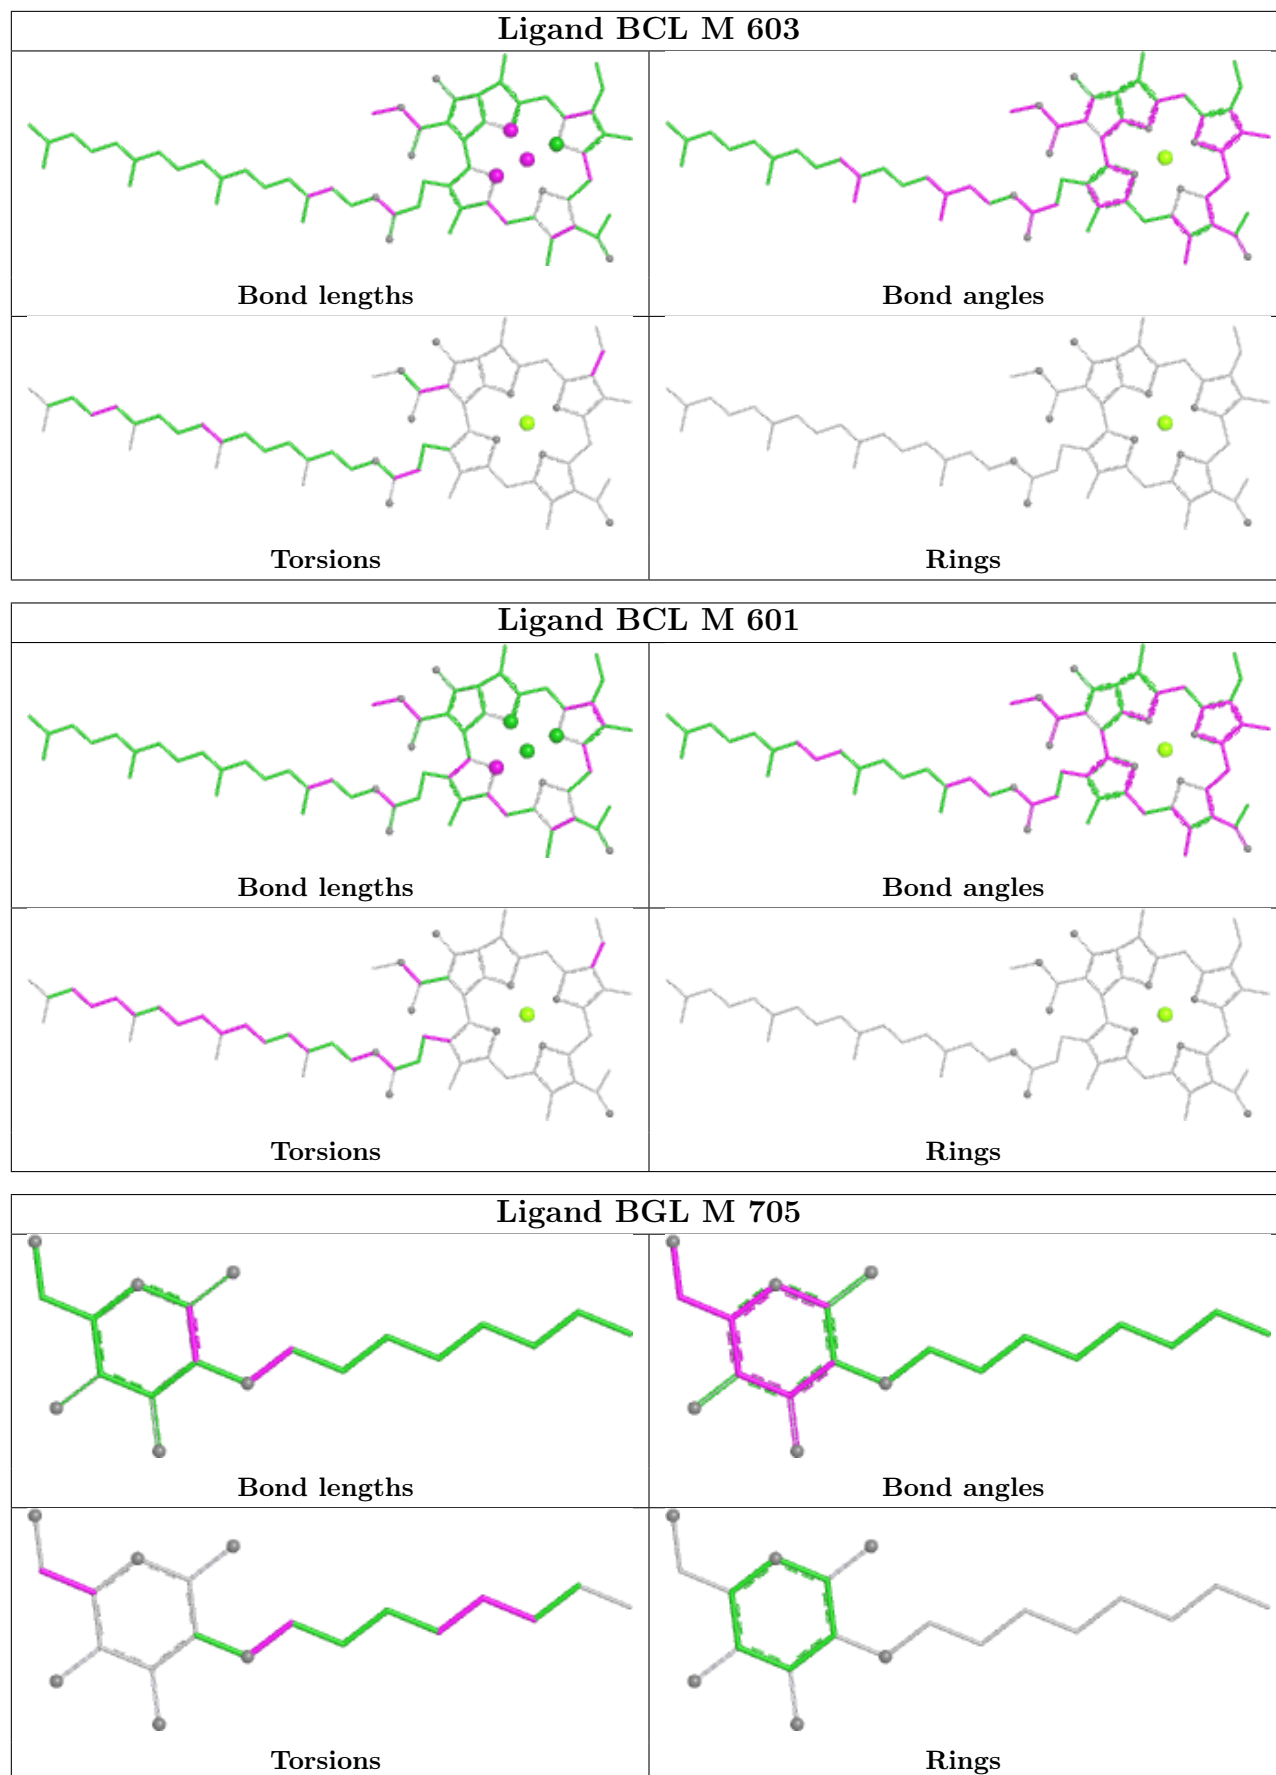 Ligand BCL M 603
Bond lengths
Bond angles
Torsions
Rings
Ligand BCL M 601
Bond lengths
Bond angles
Torsions
Rings
Ligand BGL M 705
Bond lengths
Bond angles
Torsions
Rings